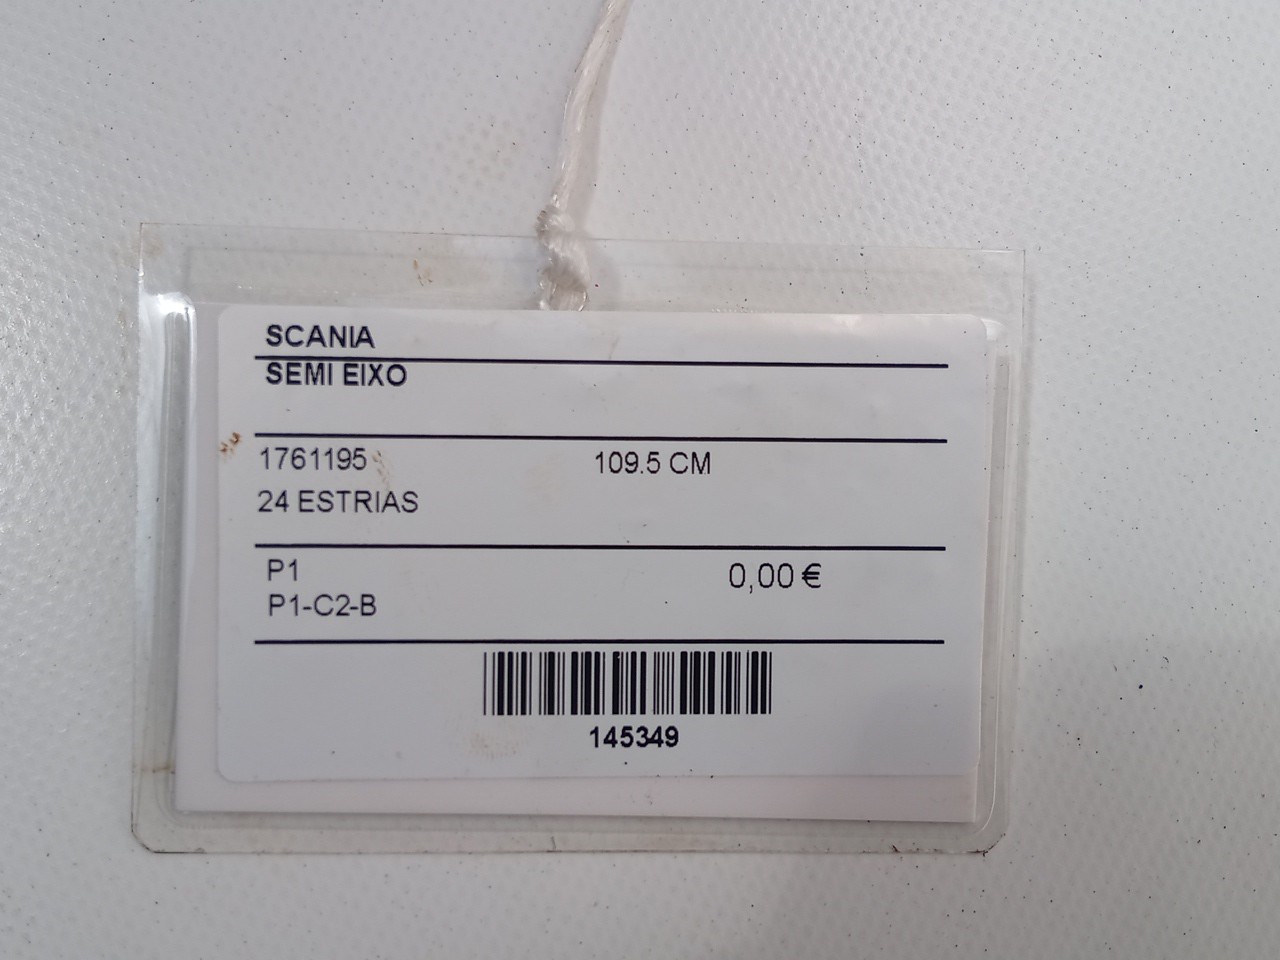 SCANIA
SEMI EIXO
1761195 109.5 CM
24 ESTRIAS
P1 0,00 €
P1-C2-B
145349